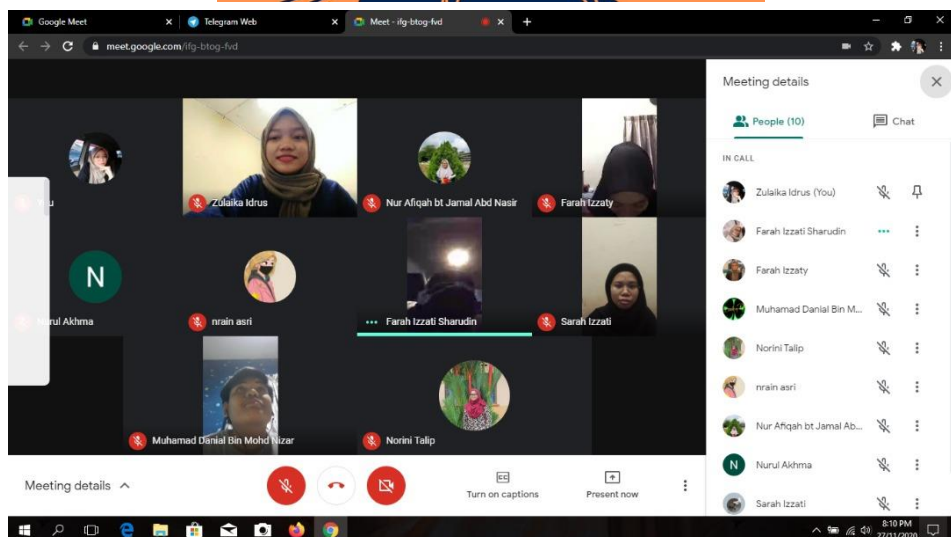 Google Meet
Telegram Web
Meet - ifg-btog-fvd
meet.google.com/ifg-btog-fvd
Zulaika Idrus
Nur Afiqah bt Jamal Abd Nasir
Farah Izzaty
N
nrain asri
Farah Izzati Sharudin
Sarah Izzati
Muhamad Danial Bin Mohd Nizar
Norini Talip
Meeting details
CC
Turn on captions
Present now
Meeting details
People (10)
Chat
IN CALL
Zulaika Idrus (You)
Farah Izzati Sharudin
Farah Izzaty
Muhamad Danial Bin M...
Norini Talip
nrain asri
Nur Afiqah bt Jamal Ab...
N
Nurul Akhma
Sarah Izzati
8:10 PM
27/11/2020